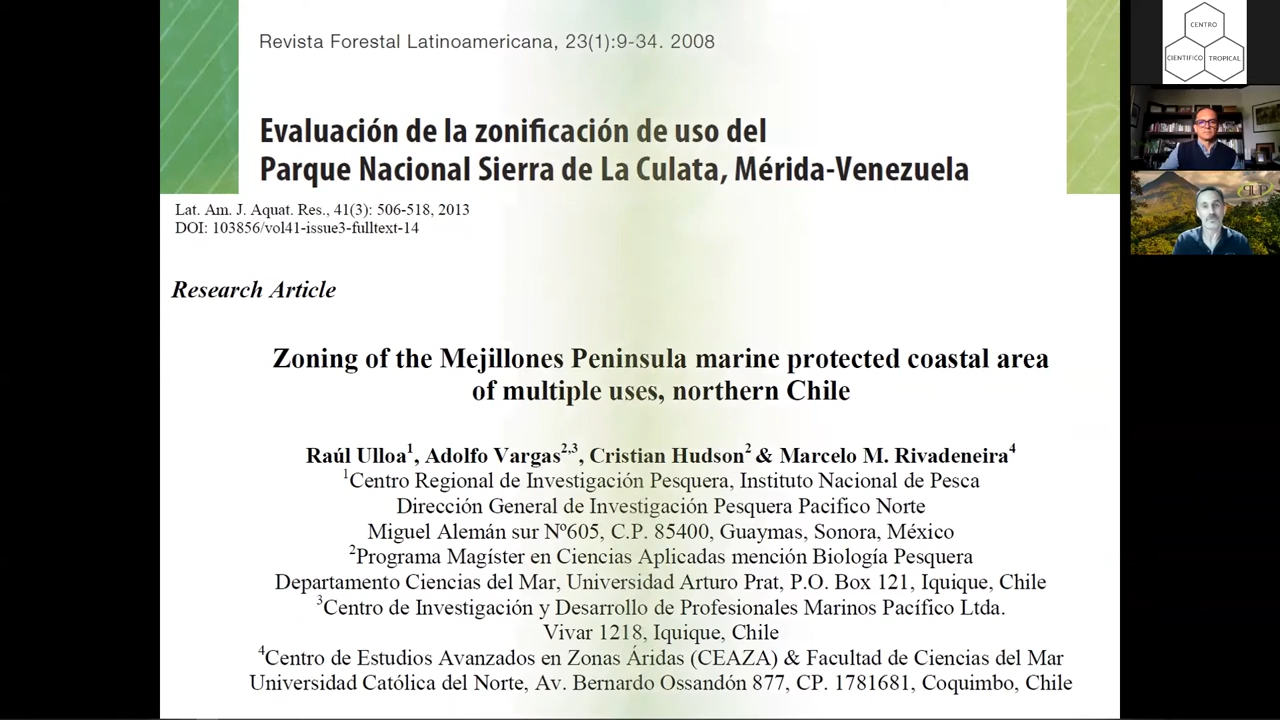 Revista Forestal Latinoamericana, 23(1):9-34. 2008
Evaluación de la zonificación de uso del
Parque Nacional Sierra de La Culata, Mérida-Venezuela
Lat. Am. J. Aquat. Res., 41(3): 506-518, 2013
DOI: 103856/vol41-issue3-fulltext-14
Research Article
Zoning of the Mejillones Peninsula marine protected coastal area
of multiple uses, northern Chile
Raúl Ulloa1, Adolfo Vargas2,3, Cristian Hudson2 & Marcelo M. Rivadeneira4
1Centro Regional de Investigación Pesquera, Instituto Nacional de Pesca
Dirección General de Investigación Pesquera Pacifico Norte
Miguel Alemán sur Nº605, C.P. 85400, Guaymas, Sonora, México
2Programa Magíster en Ciencias Aplicadas mención Biología Pesquera
Departamento Ciencias del Mar, Universidad Arturo Prat, P.O. Box 121, Iquique, Chile
3Centro de Investigación y Desarrollo de Profesionales Marinos Pacífico Ltda.
Vivar 1218, Iquique, Chile
4Centro de Estudios Avanzados en Zonas Áridas (CEAZA) & Facultad de Ciencias del Mar
Universidad Católica del Norte, Av. Bernardo Ossandón 877, CP. 1781681, Coquimbo, Chile
CENTRO
CIENTIFICO
TROPICAL